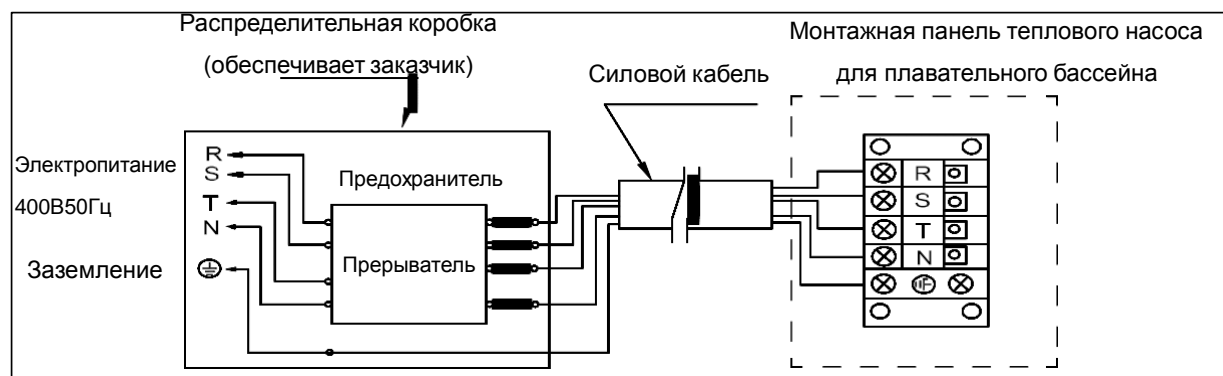 Распределительная коробка
(обеспечивает заказчик)
Монтажная панель теплового насоса
для плавательного бассейна
Силовой кабель
Электропитание
400В50Гц
Заземление
R
S
T
N
Предохранитель
Прерыватель
R
S
T
N